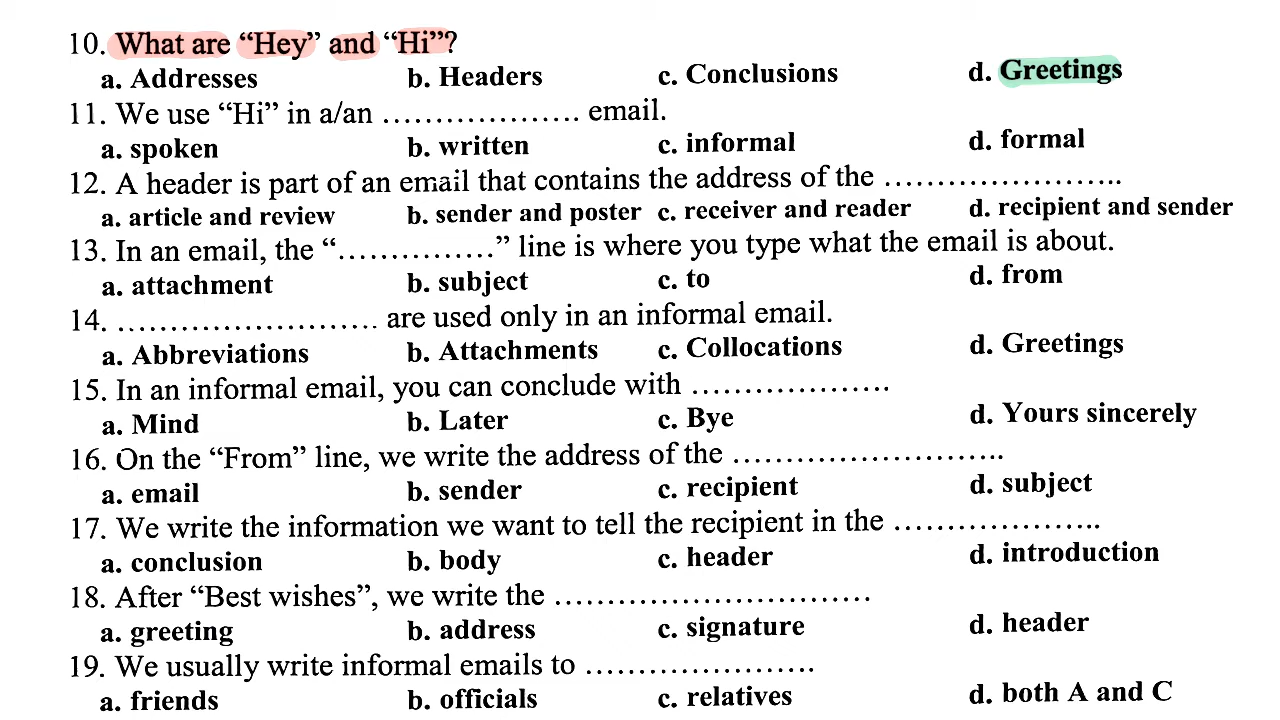 10. What are “Hey” and “Hi”?
a. Addresses b. Headers c. Conclusions d. Greetings
11. We use “Hi” in a/an ................... email.
a. spoken b. written c. informal d. formal
12. A header is part of an email that contains the address of the .......................
a. article and review b. sender and poster c. receiver and reader d. recipient and sender
13. In an email, the “...............” line is where you type what the email is about.
a. attachment b. subject c. to d. from
14. ......................... are used only in an informal email.
a. Abbreviations b. Attachments c. Collocations d. Greetings
15. In an informal email, you can conclude with ...................
a. Mind b. Later c. Bye d. Yours sincerely
16. On the “From” line, we write the address of the ..........................
a. email b. sender c. recipient d. subject
17. We write the information we want to tell the recipient in the ....................
a. conclusion b. body c. header d. introduction
18. After “Best wishes”, we write the ..............................
a. greeting b. address c. signature d. header
19. We usually write informal emails to ......................
a. friends b. officials c. relatives d. both A and C